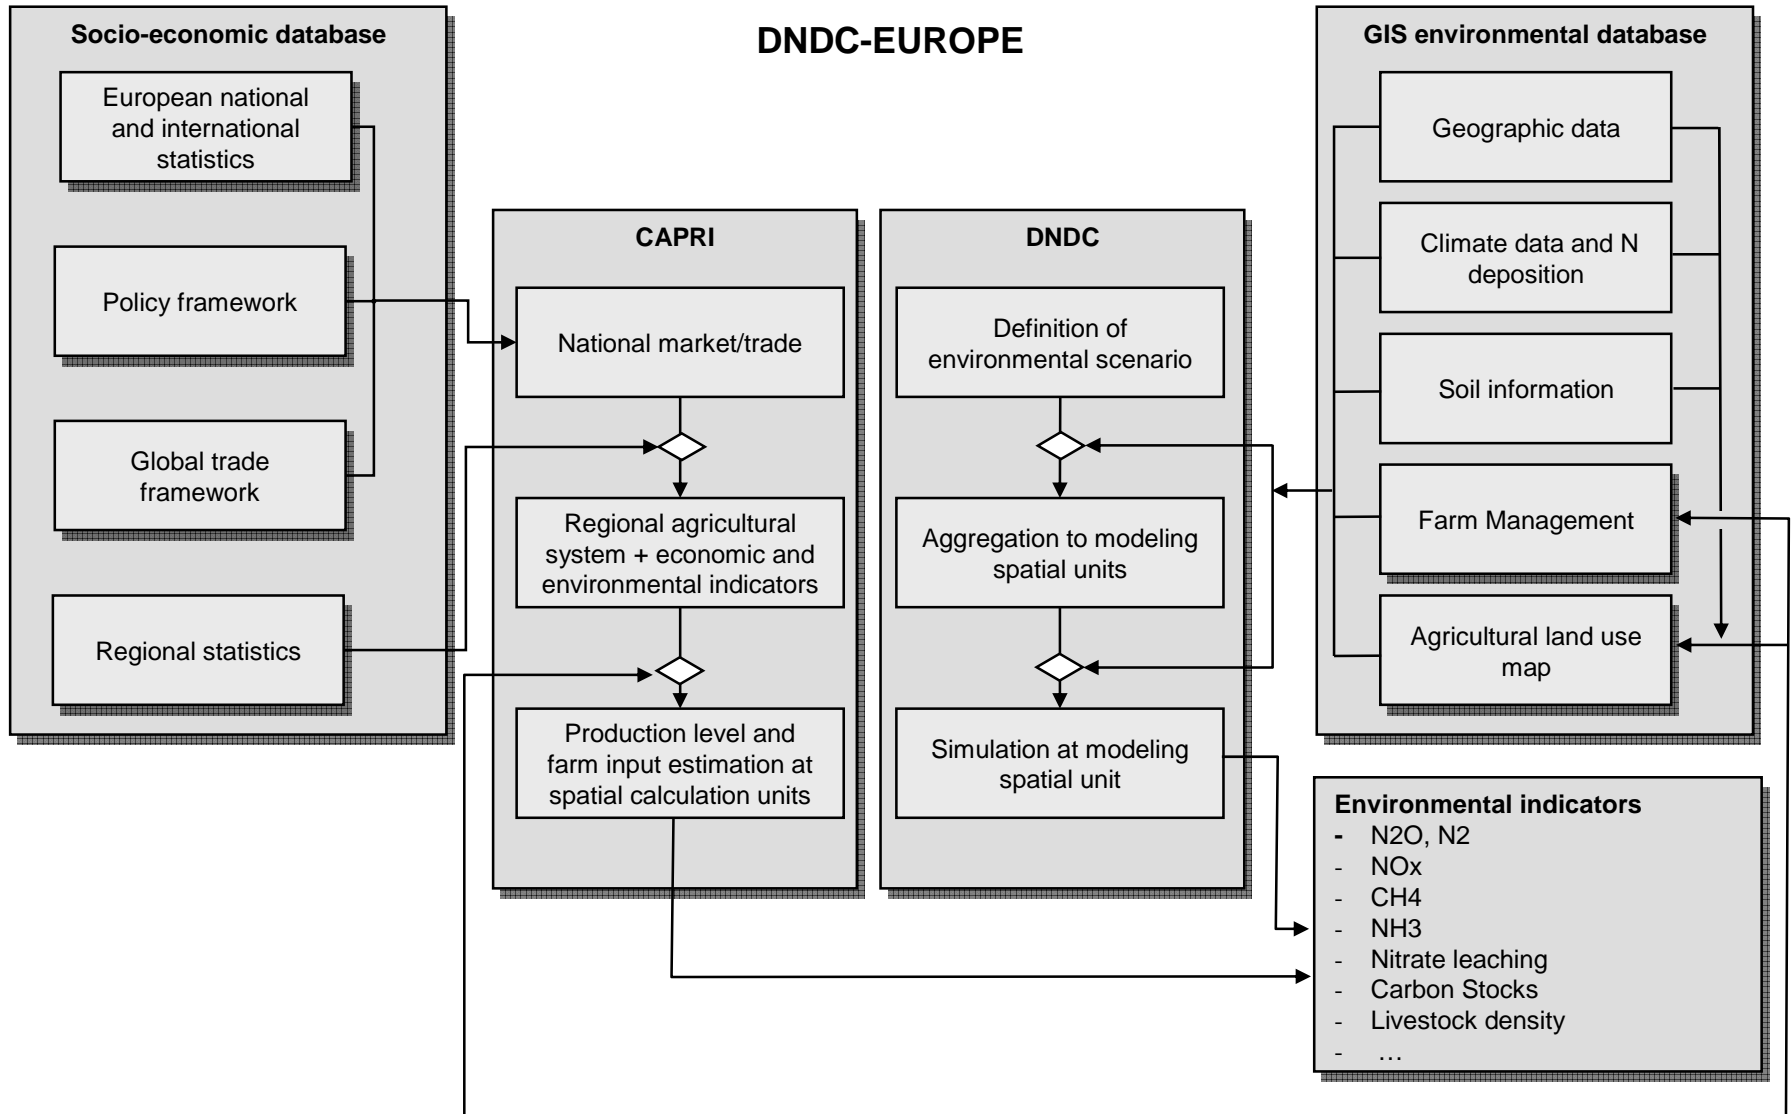 DNDC-EUROPE
Socio-economic database
European national
and international
statistics
Policy framework
Global trade
framework
Regional statistics
CAPRI
National market/trade
Regional agricultural
system + economic and
environmental indicators
Production level and
farm input estimation at
spatial calculation units
DNDC
Definition of
environmental scenario
Aggregation to modeling
spatial units
Simulation at modeling
spatial unit
GIS environmental database
Geographic data
Climate data and N
deposition
Soil information
Farm Management
Agricultural land use
map
Environmental indicators
- N2O, N2
- NOx
- CH4
- NH3
- Nitrate leaching
- Carbon Stocks
- Livestock density
- …